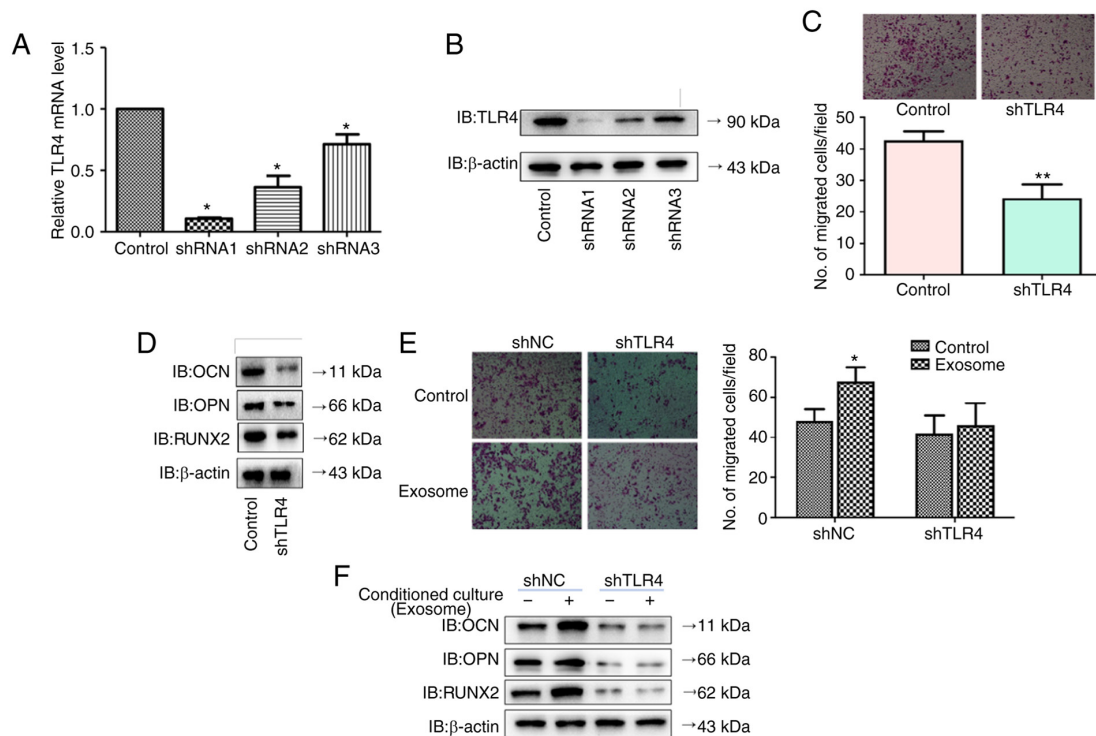 A
Relative TLR4 mRNA level
1.5
1.0
0.5
0.0
*
*
*
Control shRNA1 shRNA2 shRNA3
B
IB:TLR4 → 90 kDa
IB:β-actin → 43 kDa
Control shRNA1 shRNA2 shRNA3
C
Control shTLR4
No. of migrated cells/field
50
40
30
20
10
0
**
Control shTLR4
D
IB:OCN →11 kDa
IB:OPN →66 kDa
IB:RUNX2 →62 kDa
IB:β-actin →43 kDa
Control shTLR4
E
shNC shTLR4
Control
Exosome
No. of migrated cells/field
80
60
40
60
0
*
Control
Exosome
shNC shTLR4
F
shNC shTLR4
Conditioned culture
(Exosome)
− + − +
IB:OCN →11 kDa
IB:OPN →66 kDa
IB:RUNX2 →62 kDa
IB:β-actin →43 kDa